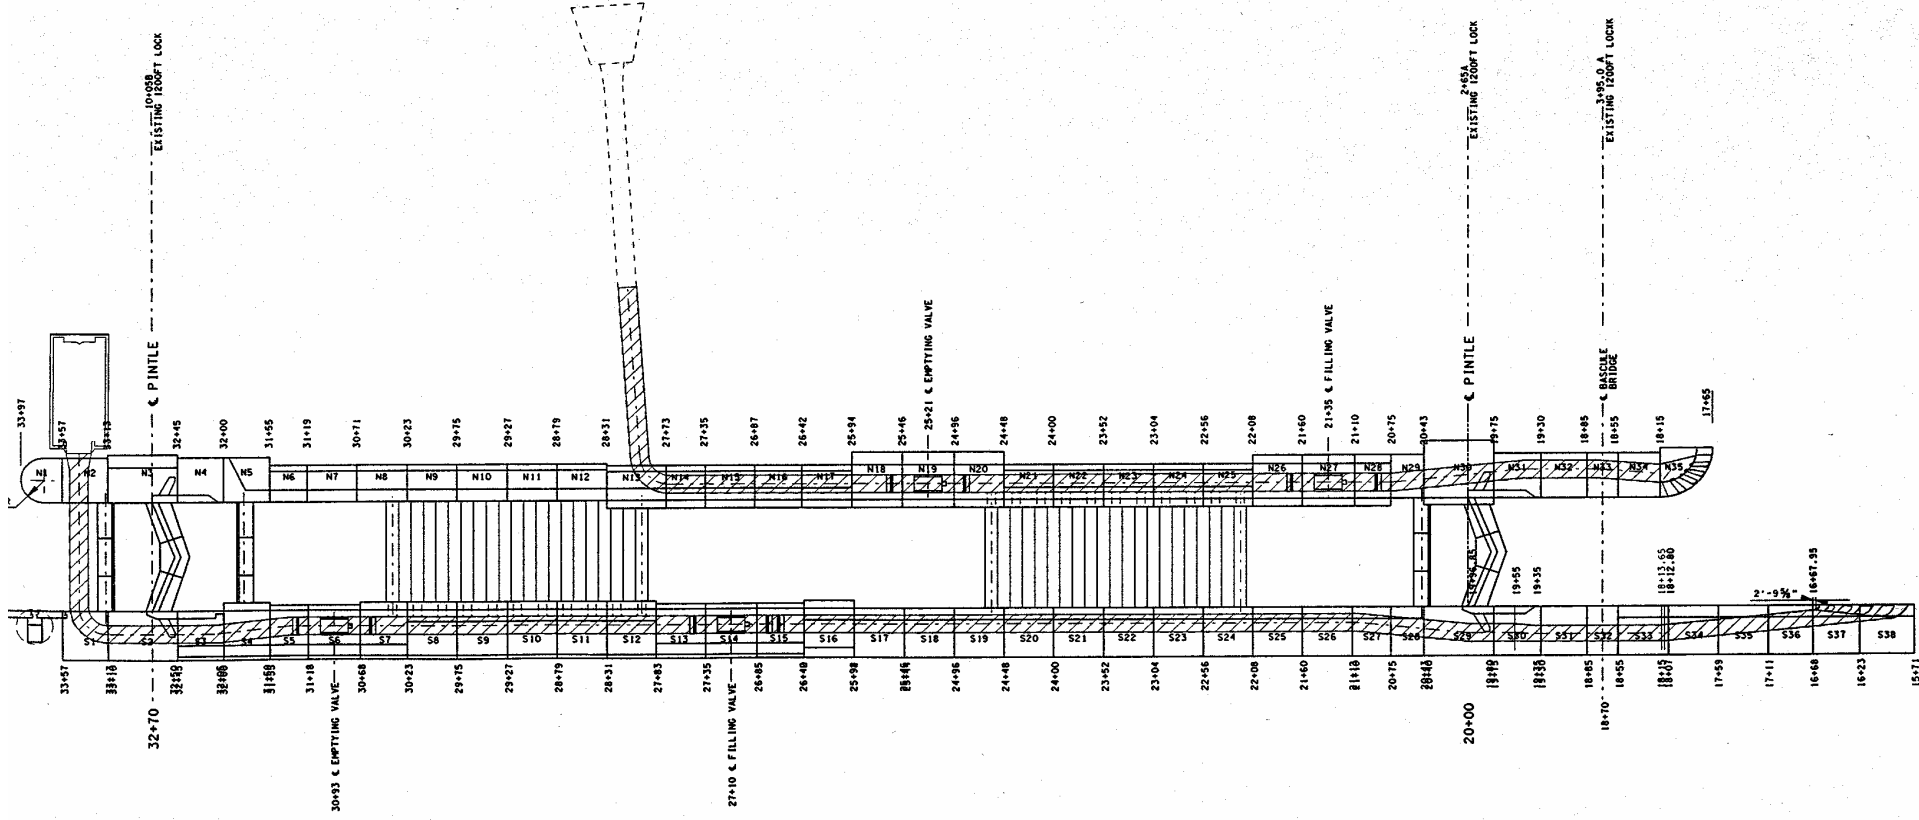 10+05B
EXISTING 1200FT LOCK
2+65A
EXISTING 1200FT LOCK
3+95.0 A
EXISTING 1200FT LOCKK
℄ PINTLE
25+21 ℄ EMPTYING VALVE
21+35 ℄ FILLING VALVE
℄ PINTLE
℄ BASCULE
BRIDGE
17+65
33+97
33+57
33+13
32+45
32+00
31+55
31+19
30+71
30+23
29+75
29+27
28+79
28+31
27+73
27+35
26+87
26+42
25+94
25+46
24+96
24+48
24+00
23+52
23+04
22+56
22+08
21+60
21+10
20+75
20+43
19+75
19+30
18+85
18+55
18+15
N1
N2
N3
N4
N5
N6
N7
N8
N9
N10
N11
N12
N13
N14
N15
N16
N17
N18
N19
N20
N21
N22
N23
N24
N25
N26
N27
N28
N29
N30
N31
N32
N33
N34
N35
19+96.85
19+55
19+35
18+13.65
18+12.80
2'-9⅝"
16+67.95
S1
S2
S3
S4
S5
S6
S7
S8
S9
S10
S11
S12
S13
S14
S15
S16
S17
S18
S19
S20
S21
S22
S23
S24
S25
S26
S27
S28
S29
S30
S31
S32
S33
S34
S35
S36
S37
S38
33+57
31+18
30+68
30+23
29+75
29+27
28+79
28+31
27+83
27+35
26+85
25+98
24+96
24+48
24+00
23+52
23+04
22+56
22+08
21+60
20+75
19+30
18+85
18+55
18+15
18+07
17+59
17+11
16+68
16+23
15+71
32+70
30+93 ℄ EMPTYING VALVE
27+10 ℄ FILLING VALVE
20+00
18+70